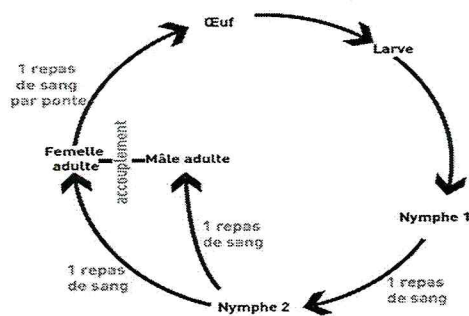 Œuf
Larve
1 repas
de sang
par ponte
Femelle
adulte
accouplement
Mâle adulte
Nymphe 1
1 repas
de sang
1 repas
de sang
1 repas
de sang
Nymphe 2